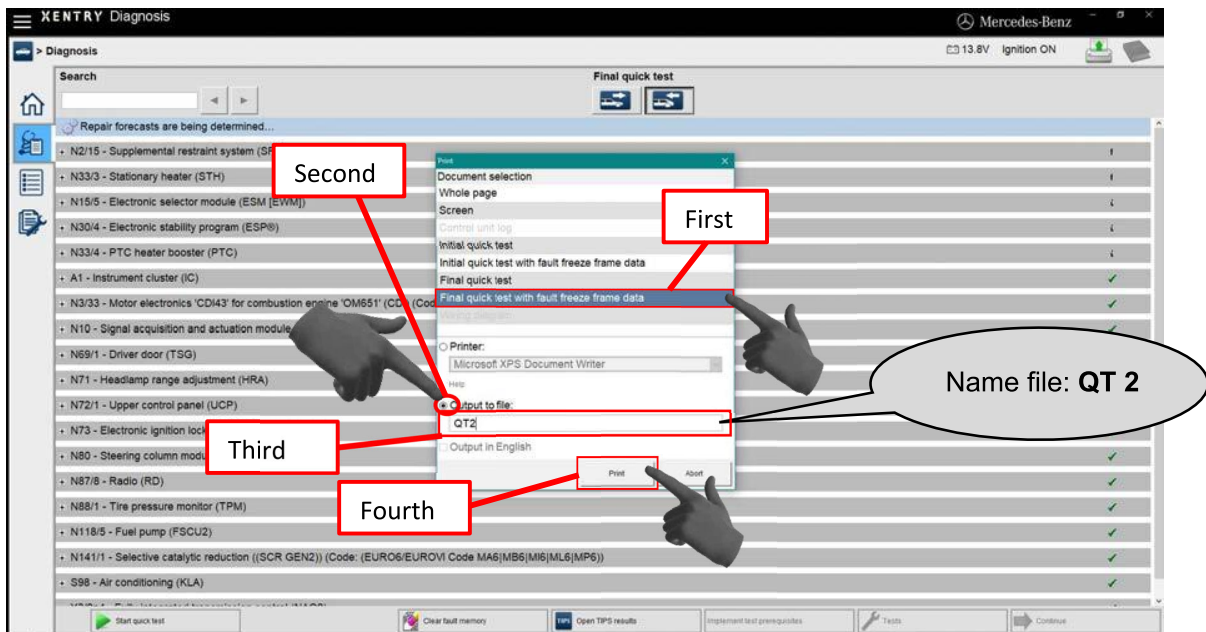 XENTRY Diagnosis
Mercedes-Benz
> Diagnosis
13.8V Ignition ON
Search
Final quick test
Repair forecasts are being determined...
+ N2/15 - Supplemental restraint system
+ N33/3 - Stationary heater (STH)
+ N15/5 - Electronic selector module (ESM [EWM])
+ N30/4 - Electronic stability program (ESP®)
+ N33/4 - PTC heater booster (PTC)
+ A1 - Instrument cluster (IC)
+ N3/33 - Motor electronics 'CDI43' for combustion engine 'OM651'
+ N10 - Signal acquisition and actuation module
+ N69/1 - Driver door (TSG)
+ N71 - Headlamp range adjustment (HRA)
+ N72/1 - Upper control panel (UCP)
+ N73 - Electronic ignition
+ N80 - Steering column
+ N87/8 - Radio (RD)
+ N88/1 - Tire pressure monitor (TPM)
+ N118/5 - Fuel pump (FSCU2)
+ N141/1 - Selective catalytic reduction ((SCR GEN2)) (Code: (EURO6/EUROVI Code MA6|MB6|MI6|ML6|MP6))
+ S98 - Air conditioning (KLA)
Print
Document selection
Whole page
Screen
Control unit log
Initial quick test
Initial quick test with fault freeze frame data
Final quick test
Final quick test with fault freeze frame data
Wiring diagram
Printer:
Microsoft XPS Document Writer
Help
Output to file:
QT2
Output in English
Print
Abort
First
Second
Third
Fourth
Name file: QT 2
Start quick test
Clear fault memory
TIPS
Open TIPS results
Implement test prerequisites
Tests
Continue